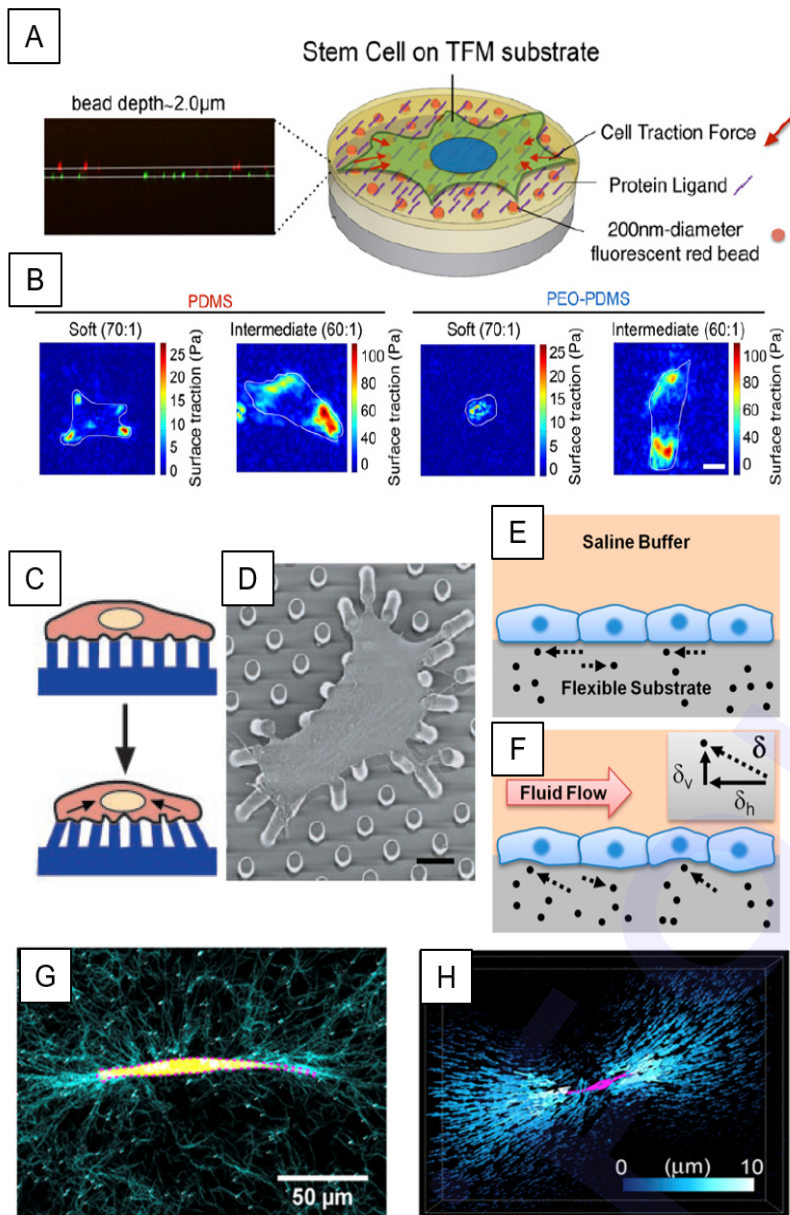 A
Stem Cell on TFM substrate
bead depth~2.0μm
Cell Traction Force
Protein Ligand
200nm-diameter
fluorescent red bead
B
PDMS
PEO-PDMS
Soft (70:1)
Intermediate (60:1)
Soft (70:1)
Intermediate (60:1)
25
20
15
10
5
0
Surface traction (Pa)
100
80
60
40
0
Surface traction (Pa)
25
20
15
10
5
0
Surface traction (Pa)
100
80
60
40
0
Surface traction (Pa)
C
D
E
Saline Buffer
Flexible Substrate
F
Fluid Flow
δ
δv
δh
G
50 μm
H
0 (μm) 10